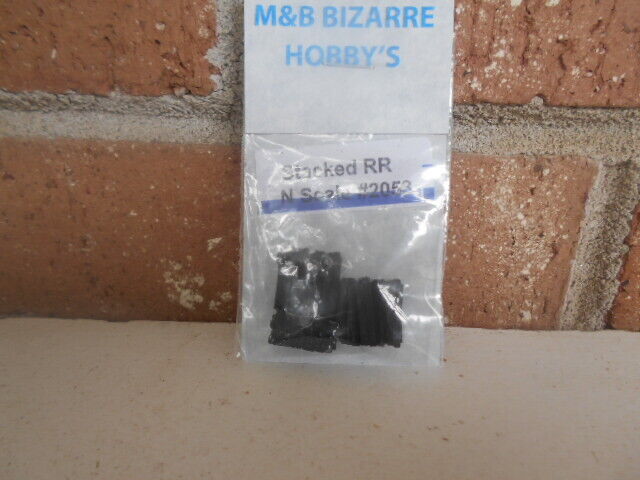 M&B BIZARRE
HOBBY'S
Stacked RR
N Scale #2053